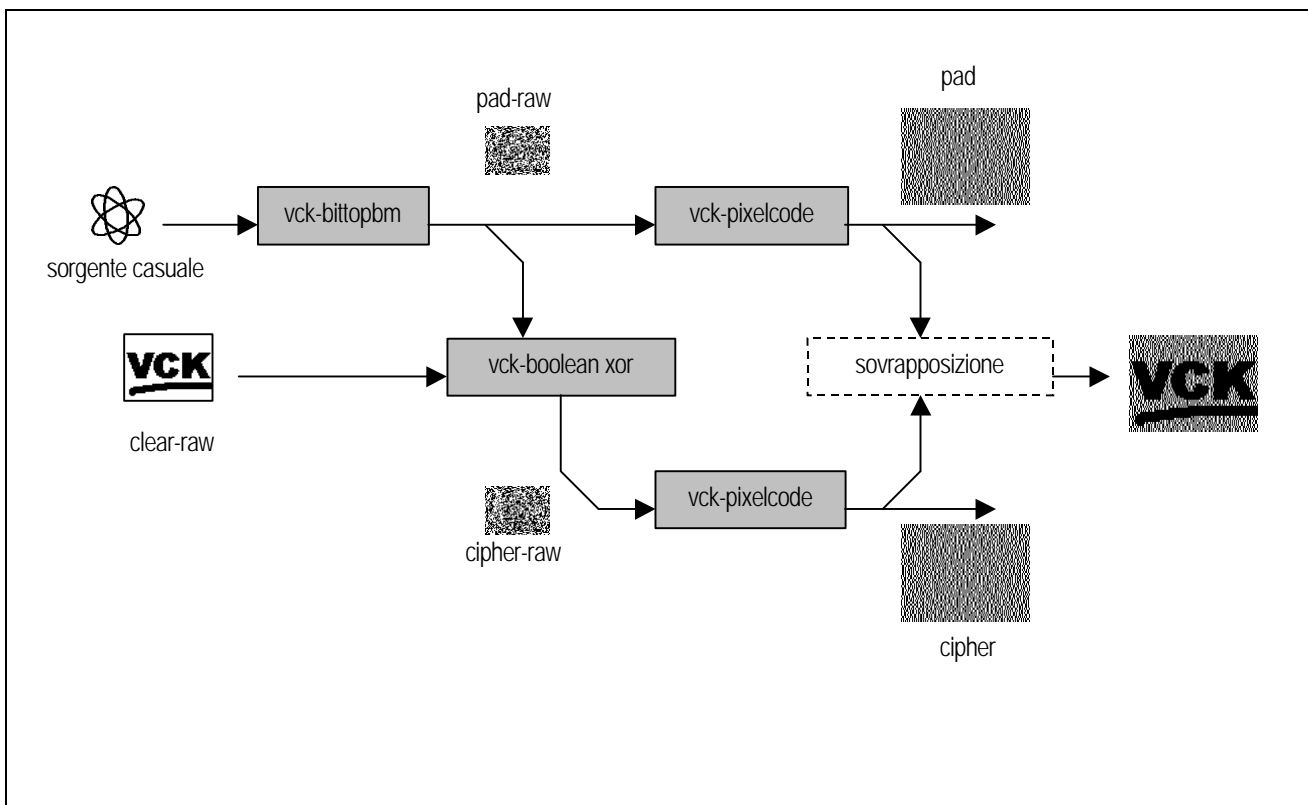 pad
pad-raw
vck-bittopbm
vck-pixelcode
sorgente casuale
VCK
vck-boolean xor
sovrapposizione
VCK
clear-raw
vck-pixelcode
cipher-raw
cipher